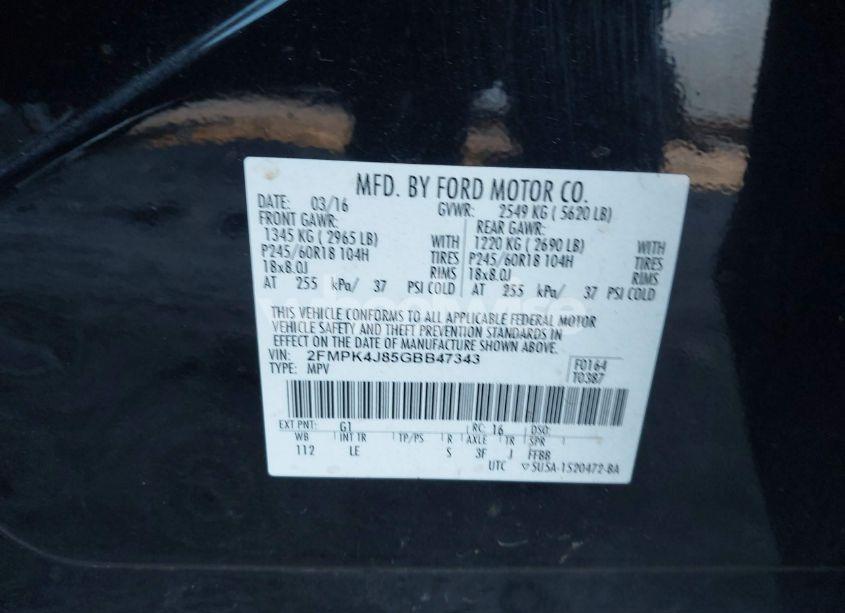 MFD. BY FORD MOTOR CO.
DATE: 03/16 GVWR: 2549 KG ( 5620 LB)
FRONT GAWR: REAR GAWR:
1345 KG ( 2965 LB) WITH 1220 KG ( 2690 LB) WITH
P245/60R18 104H TIRES P245/60R18 104H TIRES
18x8.0J RIMS 18x8.0J RIMS
AT 255 kPa/ 37 PSI COLD AT 255 kPa/ 37 PSI COLD
THIS VEHICLE CONFORMS TO ALL APPLICABLE FEDERAL MOTOR
VEHICLE SAFETY AND THEFT PREVENTION STANDARDS IN
EFFECT ON THE DATE OF MANUFACTURE SHOWN ABOVE.
VIN: 2FMPK4J85GBB47343 F0164
TYPE: MPV T0387
EXT PNT: G1 RC: 16 DSO:
WB INT TR TP/PS R AXLE TR SPR
112 LE S 3F J FFBB
UTC ▽5U5A-1520472-BA